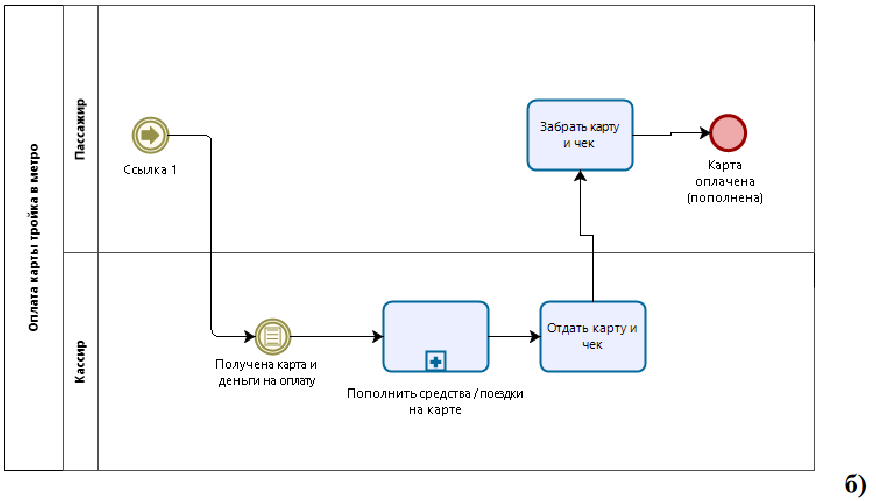 Оплата карты тройка в метро
Пассажир
Ссылка 1
Забрать карту
и чек
Карта
оплачена
(пополнена)
Кассир
Получена карта и
деньги на оплату
Пополнить средства / поездки
на карте
Отдать карту и
чек
б)